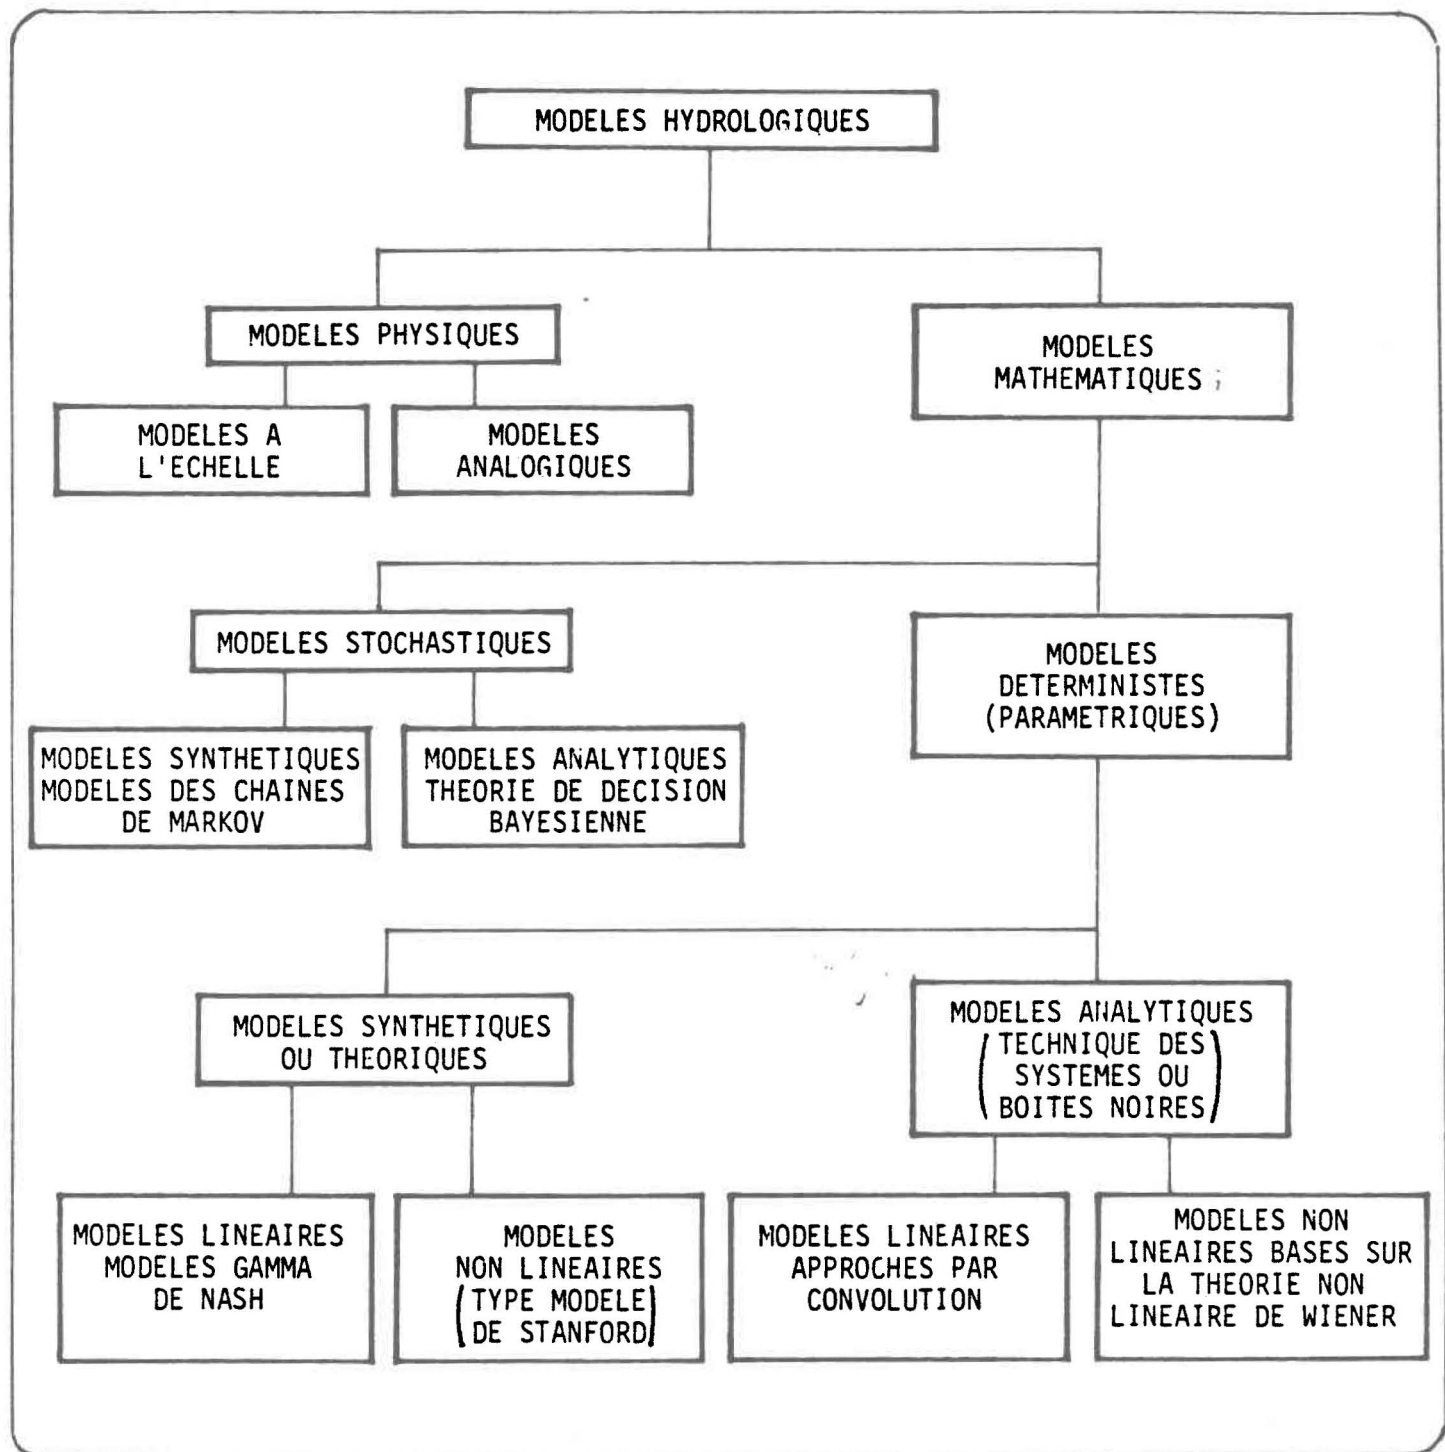 MODELES HYDROLOGIQUES
MODELES PHYSIQUES
MODELES
MATHEMATIQUES
MODELES A
L'ECHELLE
MODELES
ANALOGIQUES
MODELES STOCHASTIQUES
MODELES
DETERMINISTES
(PARAMETRIQUES)
MODELES SYNTHETIQUES
MODELES DES CHAINES
DE MARKOV
MODELES ANALYTIQUES
THEORIE DE DECISION
BAYESIENNE
MODELES SYNTHETIQUES
OU THEORIQUES
MODELES ANALYTIQUES
(TECHNIQUE DES
SYSTEMES OU
BOITES NOIRES)
MODELES LINEAIRES
MODELES GAMMA
DE NASH
MODELES
NON LINEAIRES
(TYPE MODELE
DE STANFORD)
MODELES LINEAIRES
APPROCHES PAR
CONVOLUTION
MODELES NON
LINEAIRES BASES SUR
LA THEORIE NON
LINEAIRE DE WIENER